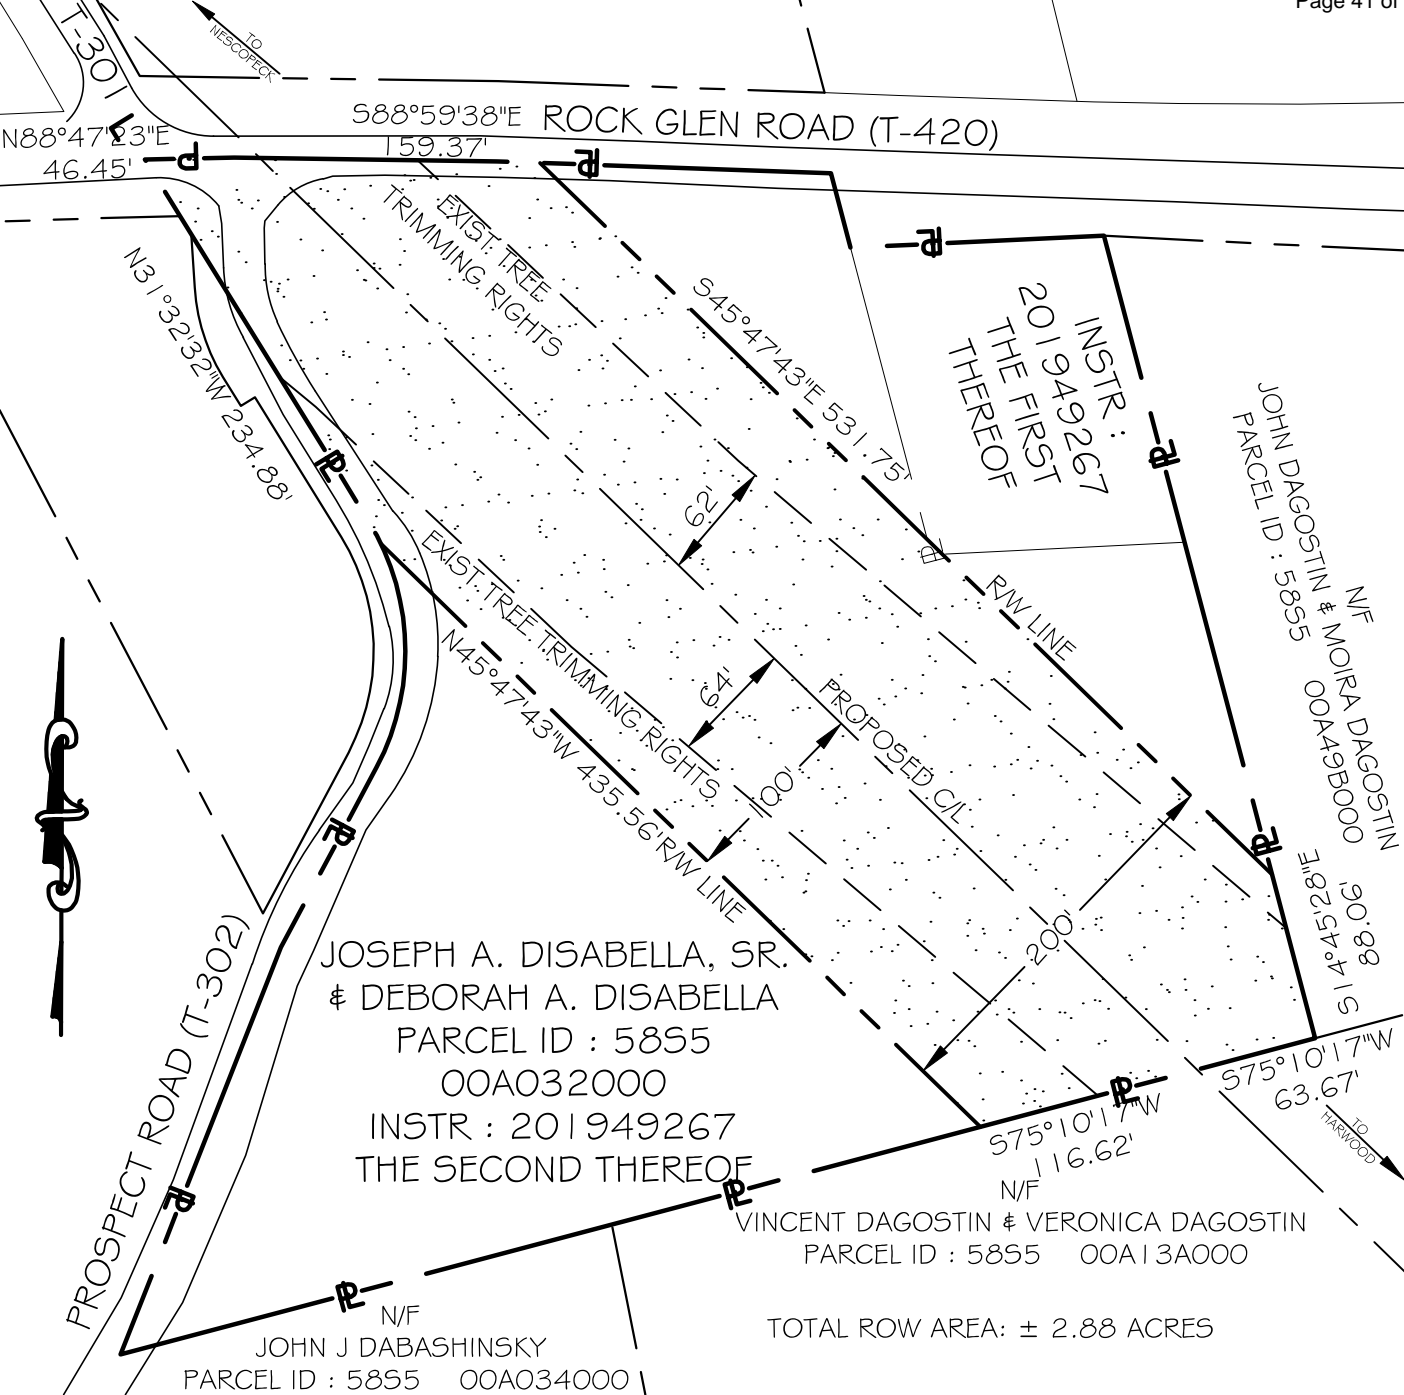 Page 41 of
T-301
TO
NESCOPECK
N88°47'23"E
46.45'
S88°59'38"E
159.37'
ROCK GLEN ROAD (T-420)
EXIST. TREE
TRIMMING RIGHTS
N31°32'32"W 234.88'
S45°47'43"E 531.75'
INSTR :
201949267
THE FIRST
THEREOF
N/F
JOHN DAGOSTIN & MOIRA DAGOSTIN
PARCEL ID : 58S5 00A49B000
62'
EXIST. TREE TRIMMING RIGHTS
R/W LINE
64'
PROPOSED C/L
100'
N45°47'43"W 435.56'
R/W LINE
200'
S14°45'28"E
88.06'
JOSEPH A. DISABELLA, SR.
& DEBORAH A. DISABELLA
PARCEL ID : 58S5
00A032000
INSTR : 201949267
THE SECOND THEREOF
PROSPECT ROAD (T-302)
S75°10'17"W
63.67'
TO
HARWOOD
S75°10'17"W
116.62'
N/F
VINCENT DAGOSTIN & VERONICA DAGOSTIN
PARCEL ID : 58S5 00A13A000
N/F
JOHN J DABASHINSKY
PARCEL ID : 58S5 00A034000
TOTAL ROW AREA: ± 2.88 ACRES